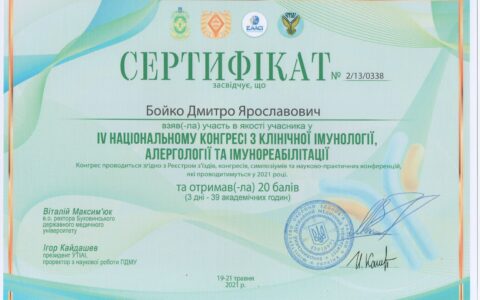 EAACI
СЕРТИФІКАТ № 2/13/0338
засвідчує, що
Бойко Дмитро Ярославович
взяв(-ла) участь в якості учасника у
IV НАЦІОНАЛЬНОМУ КОНГРЕСІ З КЛІНІЧНОЇ ІМУНОЛОГІЇ,
АЛЕРГОЛОГІЇ ТА ІМУНОРЕАБІЛІТАЦІЇ
Конгрес проводиться згідно з Реєстром з'їздів, конгресів, симпозіумів та науково-практичних конференцій,
які проводитимуться у 2021 році.
та отримав(-ла) 20 балів
(3 дні - 39 академічних годин)
Віталій Максим'юк
в.о. ректора Буковинського
державного медичного
університету
Ігор Кайдашев
президент УТІАІ,
проректор з наукової роботи ПДМУ
19-21 травня
2021 р.